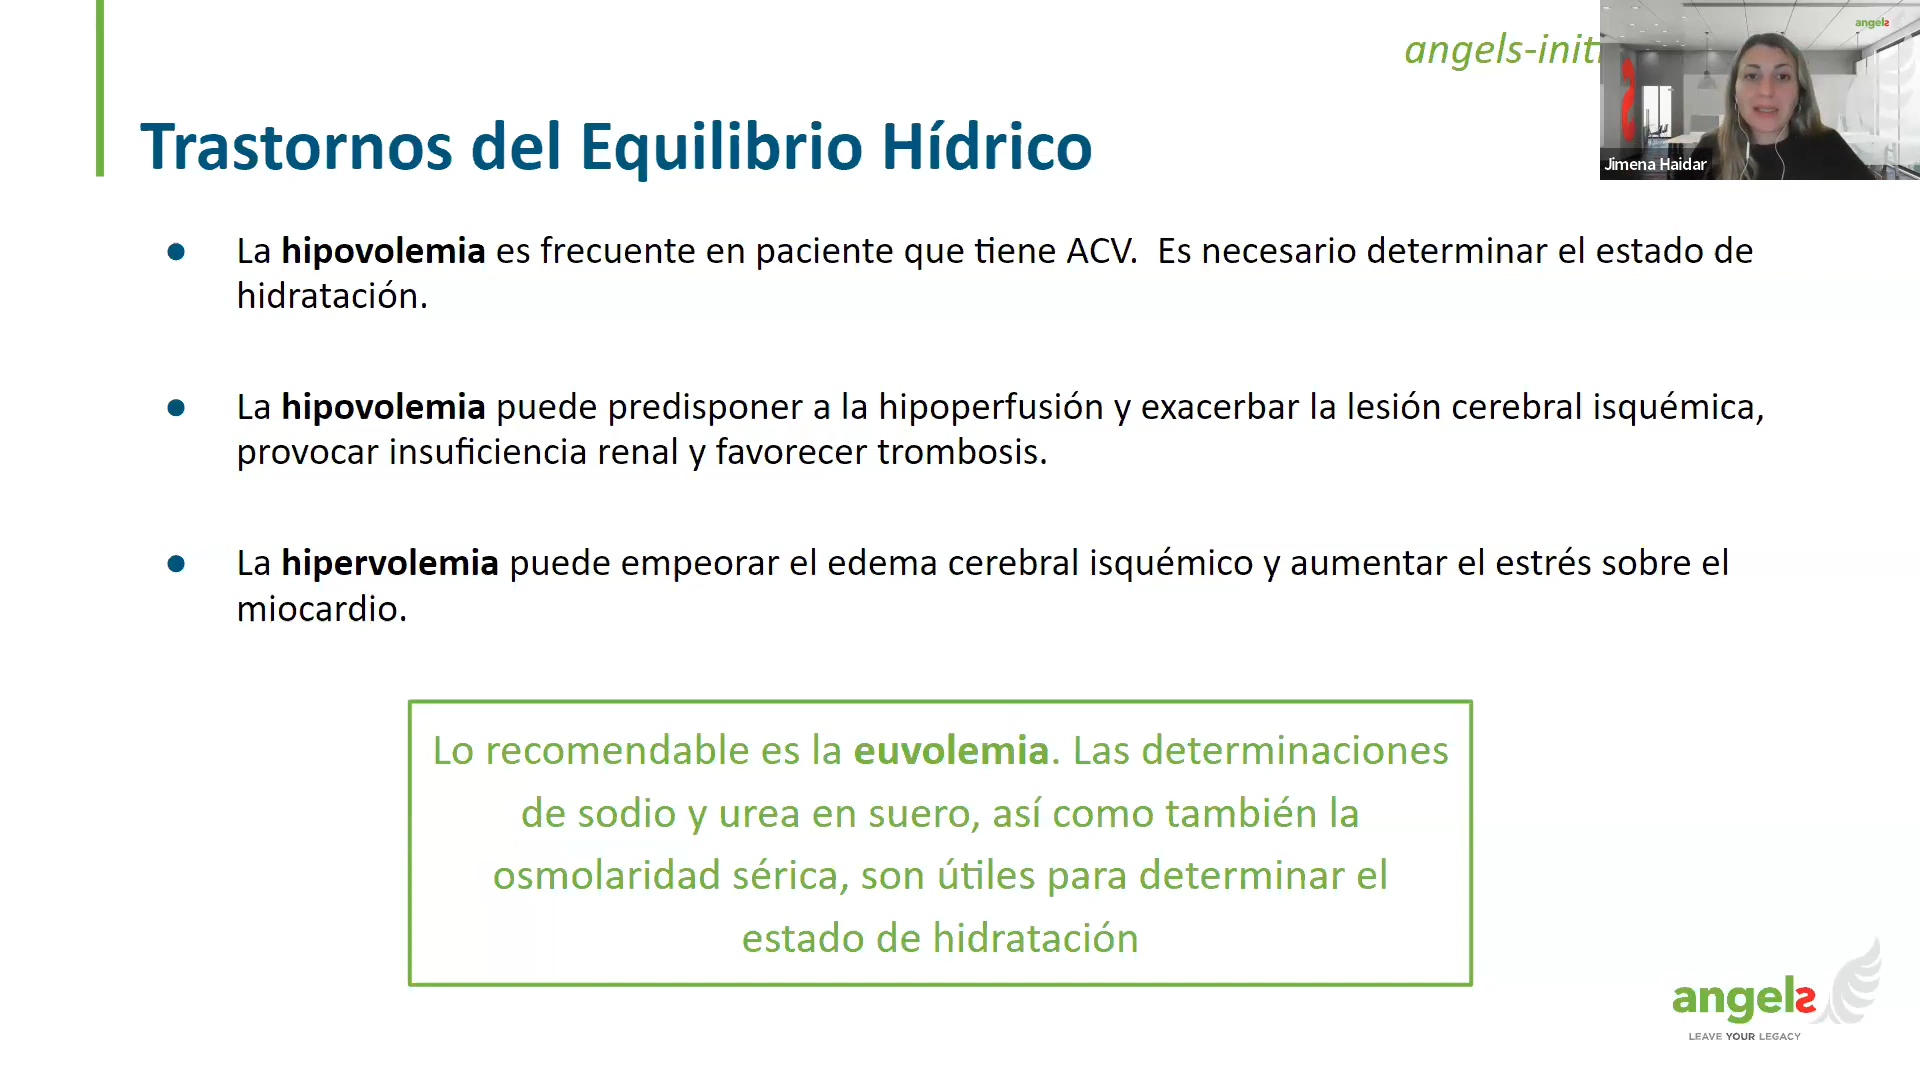 angels-init
angels
Jimena Haidar
Trastornos del Equilibrio Hídrico
● La hipovolemia es frecuente en paciente que tiene ACV. Es necesario determinar el estado de
hidratación.
● La hipovolemia puede predisponer a la hipoperfusión y exacerbar la lesión cerebral isquémica,
provocar insuficiencia renal y favorecer trombosis.
● La hipervolemia puede empeorar el edema cerebral isquémico y aumentar el estrés sobre el
miocardio.
Lo recomendable es la euvolemia. Las determinaciones
de sodio y urea en suero, así como también la
osmolaridad sérica, son útiles para determinar el
estado de hidratación
angels
LEAVE YOUR LEGACY